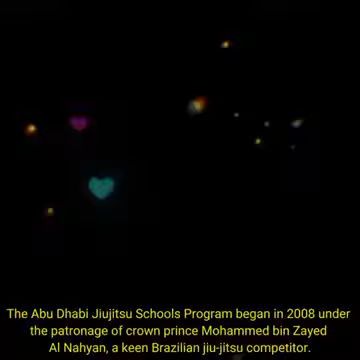 The Abu Dhabi Jiujitsu Schools Program began in 2008 under
the patronage of crown prince Mohammed bin Zayed
Al Nahyan, a keen Brazilian jiu-jitsu competitor.